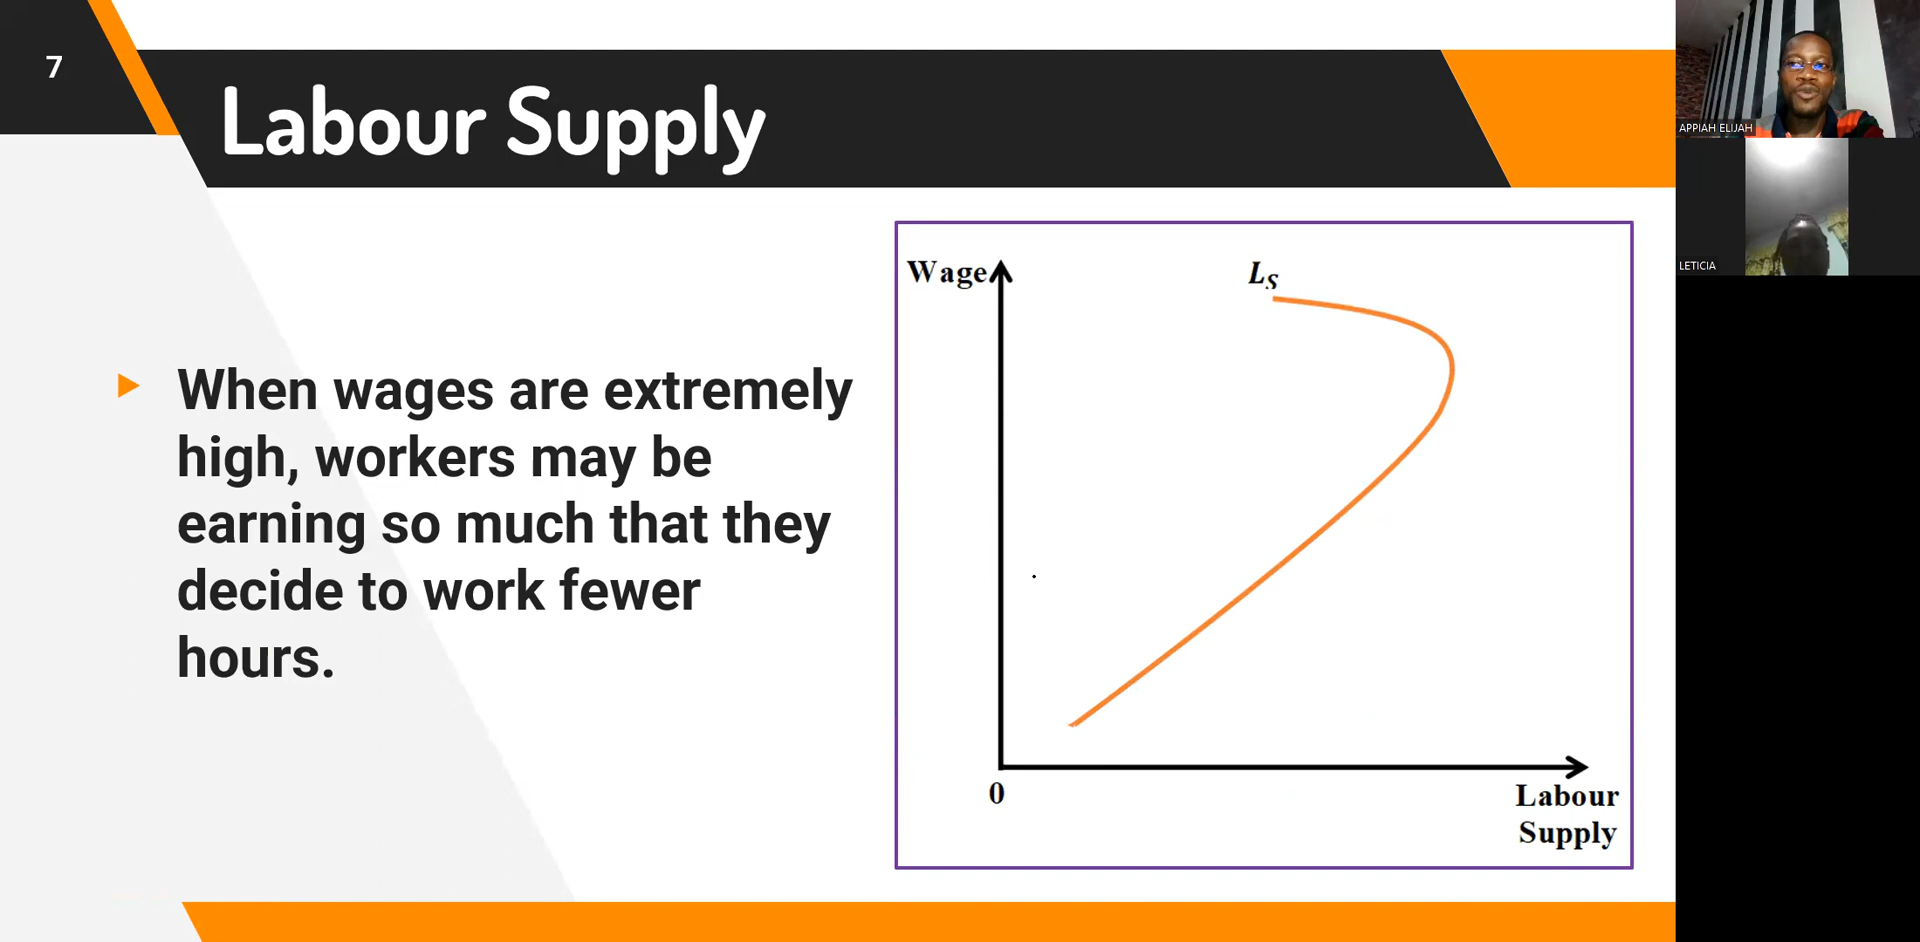 7
Labour Supply
When wages are extremely
high, workers may be
earning so much that they
decide to work fewer
hours.
Wage
L_S
0
Labour
Supply
APPIAH ELIJAH
LETICIA